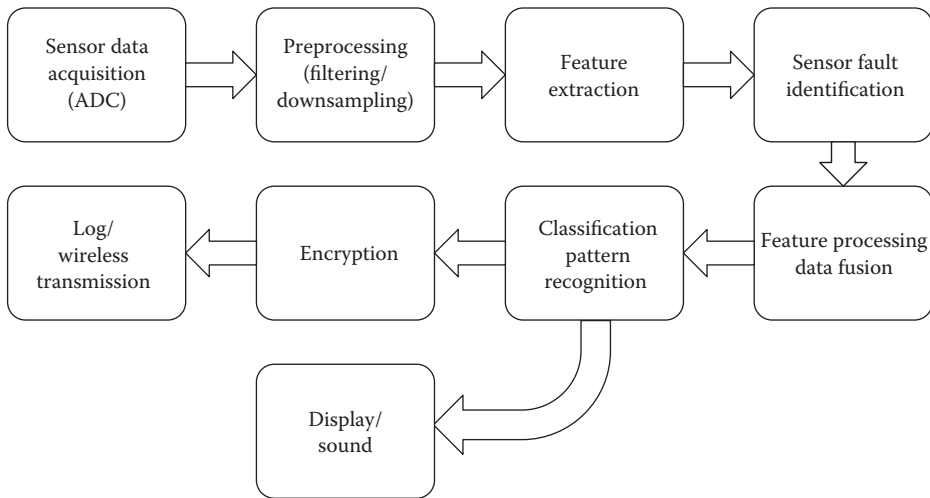 Sensor data
acquisition
(ADC)
Preprocessing
(filtering/
downsampling)
Feature
extraction
Sensor fault
identification
Log/
wireless
transmission
Encryption
Classification
pattern
recognition
Feature processing
data fusion
Display/
sound